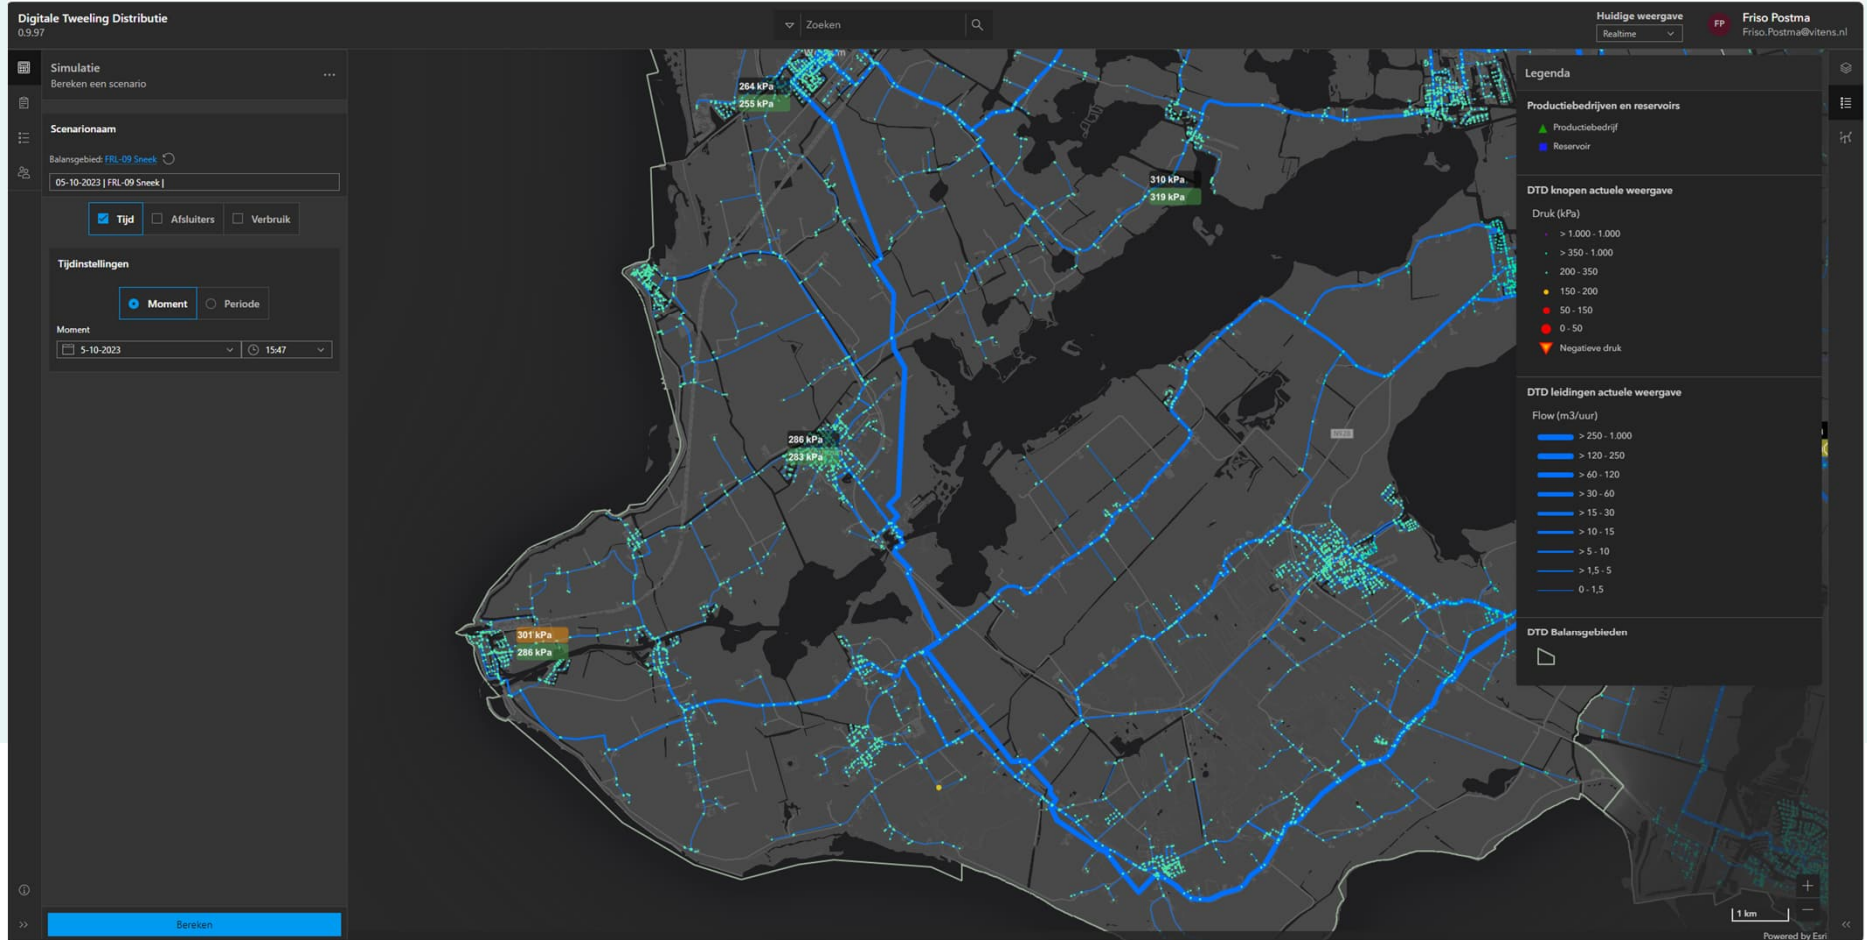 Digitale Tweeling Distributie
0.9.97
Zoeken
Huidige weergave
Realtime
FP
Friso Postma
Friso.Postma@vitens.nl
Simulatie
Bereken een scenario
Scenarionaam
Balansgebied: FRL-09 Sneek
05-10-2023 | FRL-09 Sneek |
Tijd
Afsluiters
Verbruik
Tijdinstellingen
Moment
Periode
Moment
5-10-2023
15:47
Bereken
264 kPa
255 kPa
310 kPa
319 kPa
286 kPa
283 kPa
301 kPa
286 kPa
Legenda
Productiebedrijven en reservoirs
Productiebedrijf
Reservoir
DTD knopen actuele weergave
Druk (kPa)
> 1.000 - 1.000
> 350 - 1.000
200 - 350
150 - 200
50 - 150
0 - 50
Negatieve druk
DTD leidingen actuele weergave
Flow (m3/uur)
> 250 - 1.000
> 120 - 250
> 60 - 120
> 30 - 60
> 15 - 30
> 10 - 15
> 5 - 10
> 1,5 - 5
0 - 1,5
DTD Balansgebieden
1 km
Powered by Esri